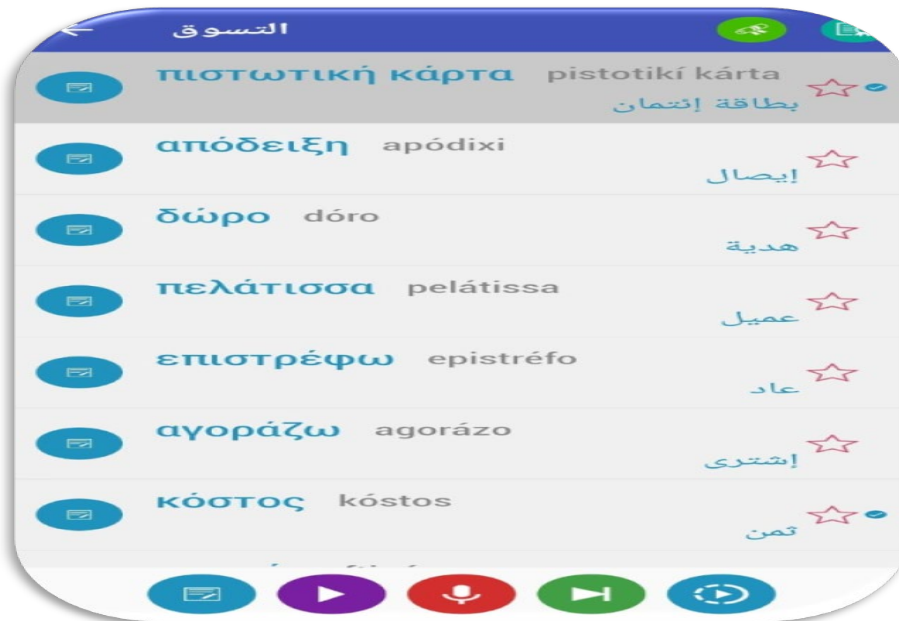 التسوق
πιστωτική κάρτα pistotikí kárta
بطاقة إئتمان
απόδειξη apódixi
إيصال
δώρο dóro
هدية
πελάτισσα pelátissa
عميل
επιστρέφω epistréfo
عاد
αγοράζω agorázo
إشترى
κόστος kóstos
ثمن